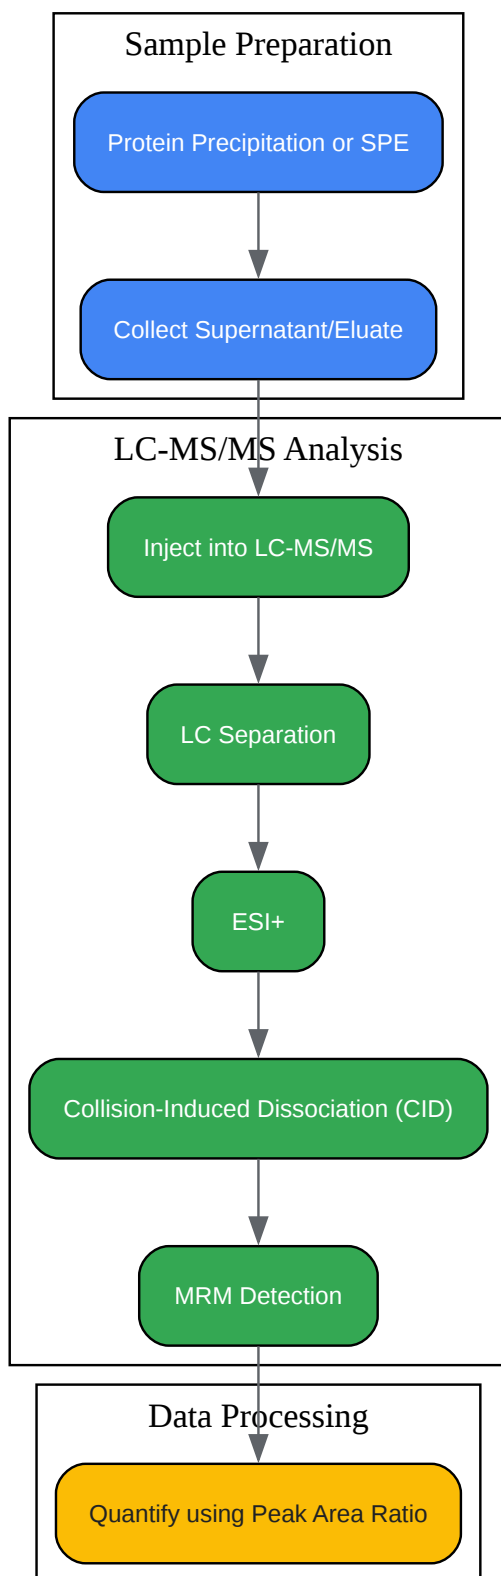 Sample Preparation
Protein Precipitation or SPE
Collect Supernatant/Eluate
LC-MS/MS Analysis
Inject into LC-MS/MS
LC Separation
ESI+
Collision-Induced Dissociation (CID)
MRM Detection
Data Processing
Quantify using Peak Area Ratio